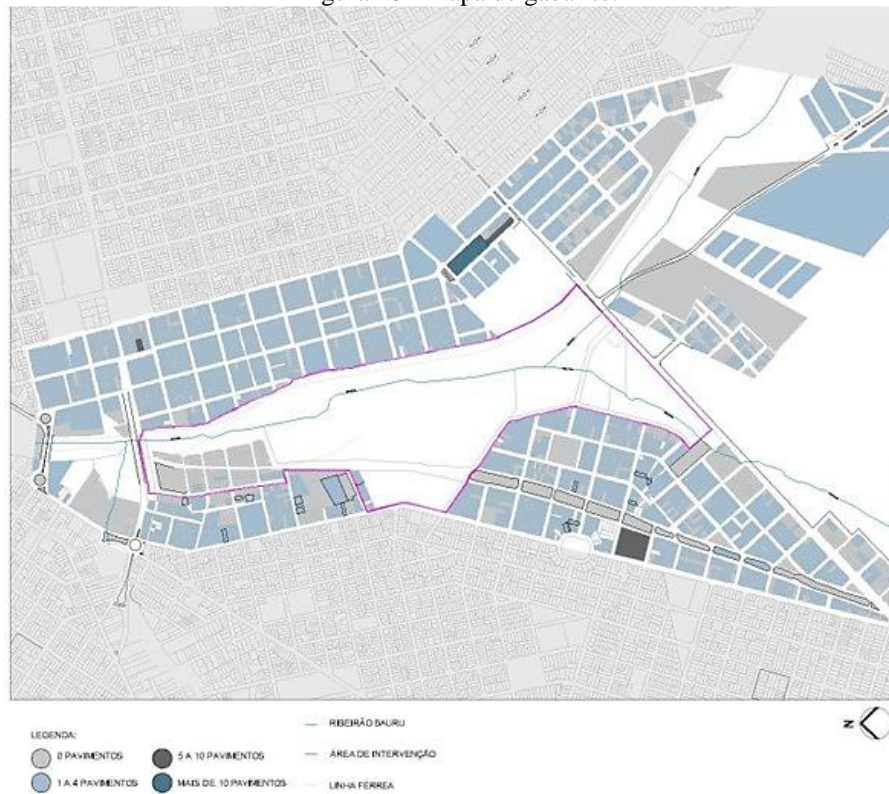 LEGENDA:
0 PAVIMENTOS
1 A 4 PAVIMENTOS
5 A 10 PAVIMENTOS
MAIS DE 10 PAVIMENTOS
RIBEIRÃO BAURU
ÁREA DE INTERVENÇÃO
LINHA FÉRREA
N